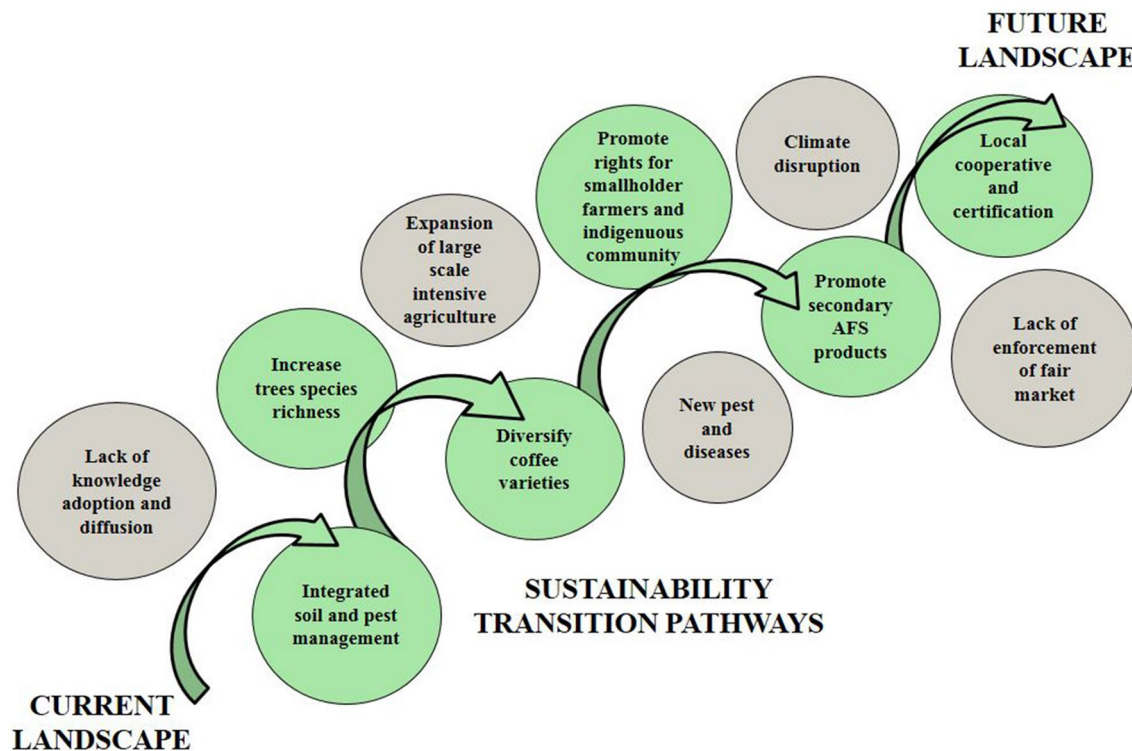 FUTURE
LANDSCAPE
Climate
disruption
Local
cooperative
and
certification
Promote
rights for
smallholder
farmers and
indigenuous
community
Expansion
of large
scale
intensive
agriculture
Promote
secondary
AFS
products
Lack of
enforcement
of fair
market
Increase
trees species
richness
New pest
and
diseases
Diversify
coffee
varieties
Lack of
knowledge
adoption and
diffusion
Integrated
soil and pest
management
SUSTAINABILITY
TRANSITION PATHWAYS
CURRENT
LANDSCAPE